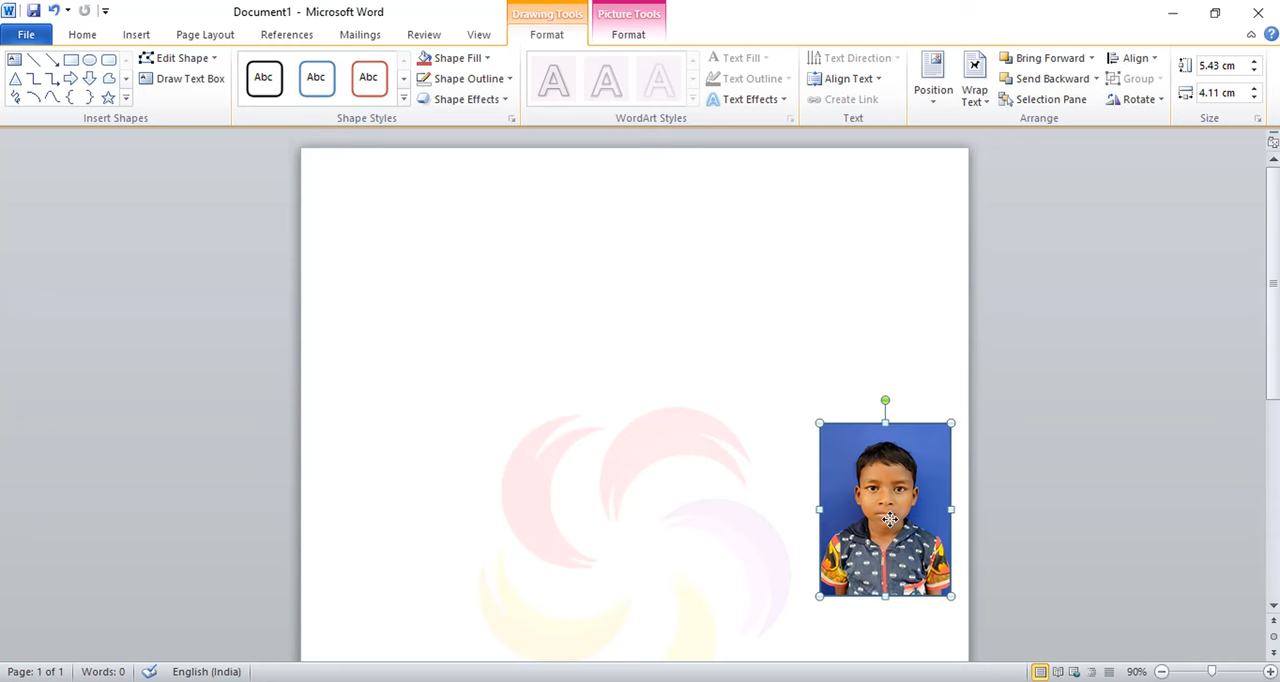 Document1 - Microsoft Word
Drawing Tools
Picture Tools
File Home Insert Page Layout References Mailings Review View Format Format
Edit Shape
Draw Text Box
Insert Shapes
Abc Abc Abc
Shape Fill
Shape Outline
Shape Effects
Shape Styles
A A A
Text Fill
Text Outline
Text Effects
WordArt Styles
Text Direction
Align Text
Create Link
Text
Position
Wrap Text
Bring Forward
Send Backward
Selection Pane
Align
Group
Rotate
Arrange
5.43 cm
4.11 cm
Size
Page: 1 of 1 Words: 0 English (India) 90%